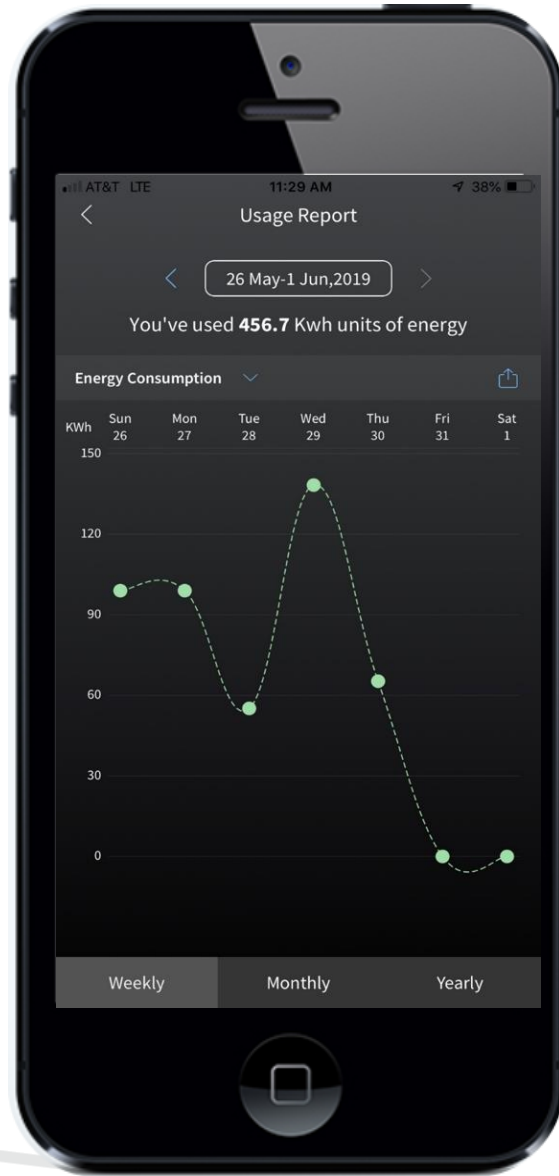 AT&T LTE 11:29 AM 38%
Usage Report
26 May-1 Jun,2019
You've used 456.7 Kwh units of energy
Energy Consumption
KWh Sun Mon Tue Wed Thu Fri Sat
26 27 28 29 30 31 1
150
120
90
60
30
0
Weekly Monthly Yearly